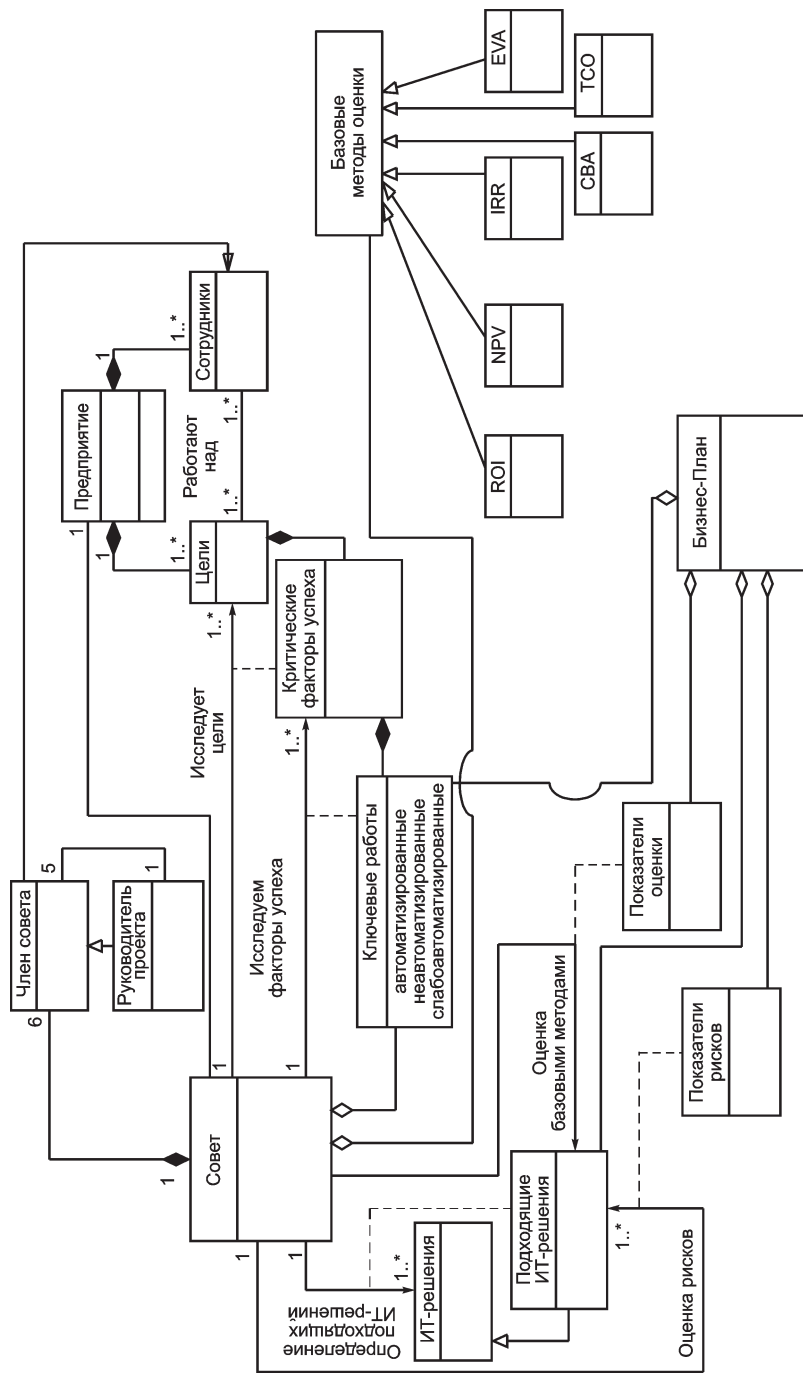 Член совета
6
5
Руководитель
проекта
1
Предприятие
1
1
1
Сотрудники
1..*
1..*
Работают
над
1..*
Цели
1..*
1..*
Исследует
цели
Критические
факторы успеха
1..*
Исследуем
факторы успеха
Ключевые работы
автоматизированные
неавтоматизированные
слабоавтоматизированные
Совет
1
1
1
1
1
Определение
подходящих
ИТ-решений
1..*
ИТ-решения
Подходящие
ИТ-решения
1..*
Оценка рисков
Оценка
базовыми методами
Показатели
оценки
Показатели
рисков
Бизнес-План
Базовые
методы оценки
ROI
NPV
IRR
CBA
TCO
EVA